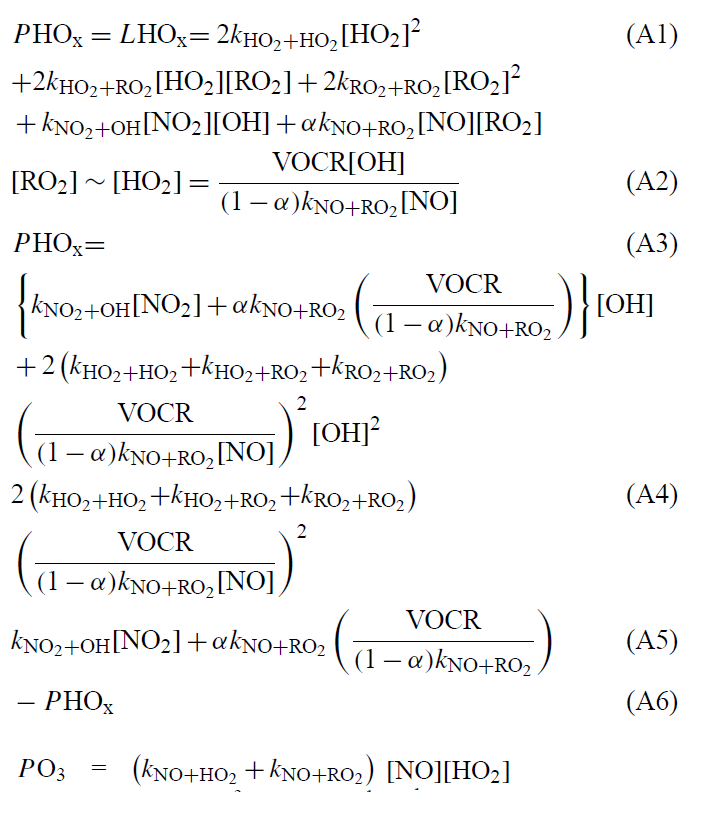 PHOₓ = LHOₓ = 2k_{HO₂+HO₂}[HO₂]² (A1)
+2k_{HO₂+RO₂}[HO₂][RO₂] + 2k_{RO₂+RO₂}[RO₂]²
+ k_{NO₂+OH}[NO₂][OH] + αk_{NO+RO₂}[NO][RO₂]
[RO₂] ∼ [HO₂] = \frac{VOCR[OH]}{(1 − α)k_{NO+RO₂}[NO]} (A2)
PHOₓ= (A3)
{k_{NO₂+OH}[NO₂] + αk_{NO+RO₂} (\frac{VOCR}{(1 − α)k_{NO+RO₂}})} [OH]
+ 2 (k_{HO₂+HO₂}+k_{HO₂+RO₂}+k_{RO₂+RO₂})
(\frac{VOCR}{(1 − α)k_{NO+RO₂}[NO]})² [OH]²
2 (k_{HO₂+HO₂}+k_{HO₂+RO₂}+k_{RO₂+RO₂}) (A4)
(\frac{VOCR}{(1 − α)k_{NO+RO₂}[NO]})²
k_{NO₂+OH}[NO₂] + αk_{NO+RO₂} (\frac{VOCR}{(1 − α)k_{NO+RO₂}}) (A5)
− PHOₓ (A6)
PO₃ = (k_{NO+HO₂} + k_{NO+RO₂}) [NO][HO₂]